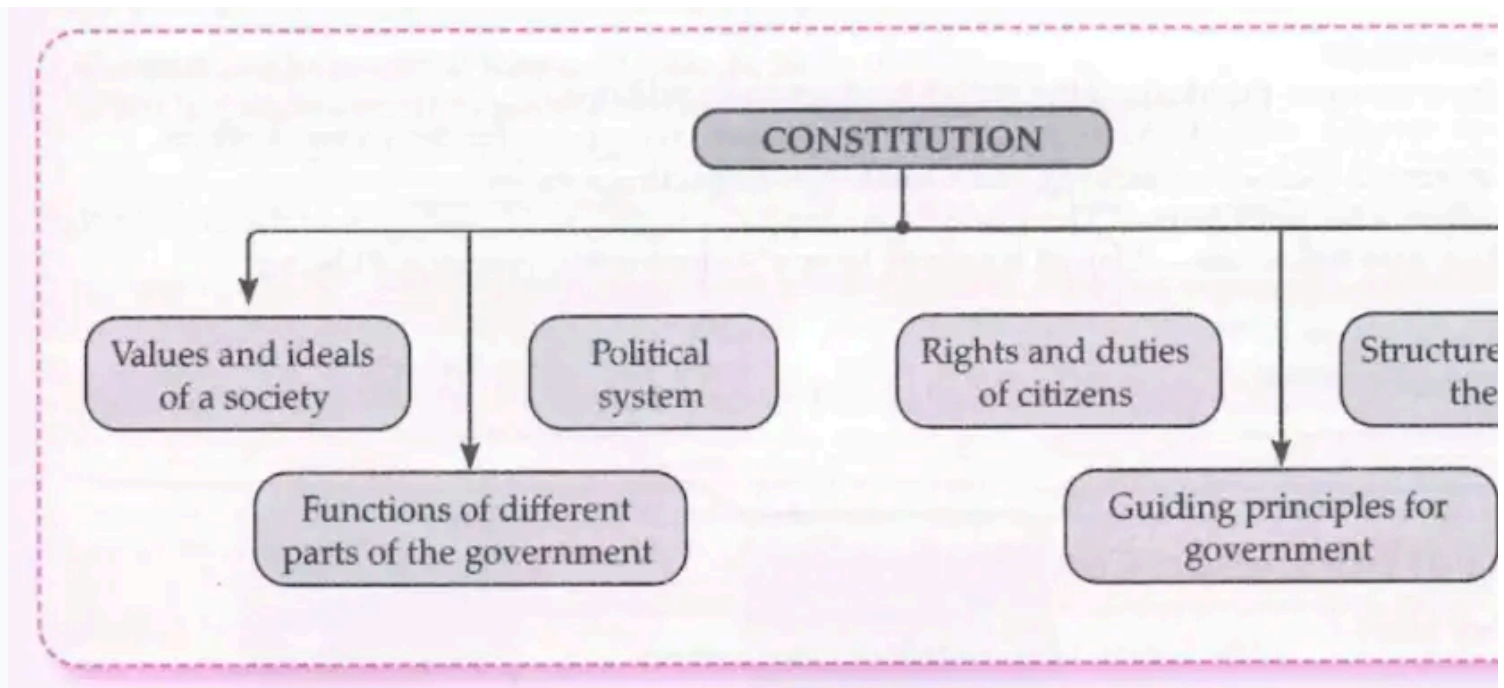 CONSTITUTION
Values and ideals
of a society
Political
system
Rights and duties
of citizens
Structure
the
Functions of different
parts of the government
Guiding principles for
government